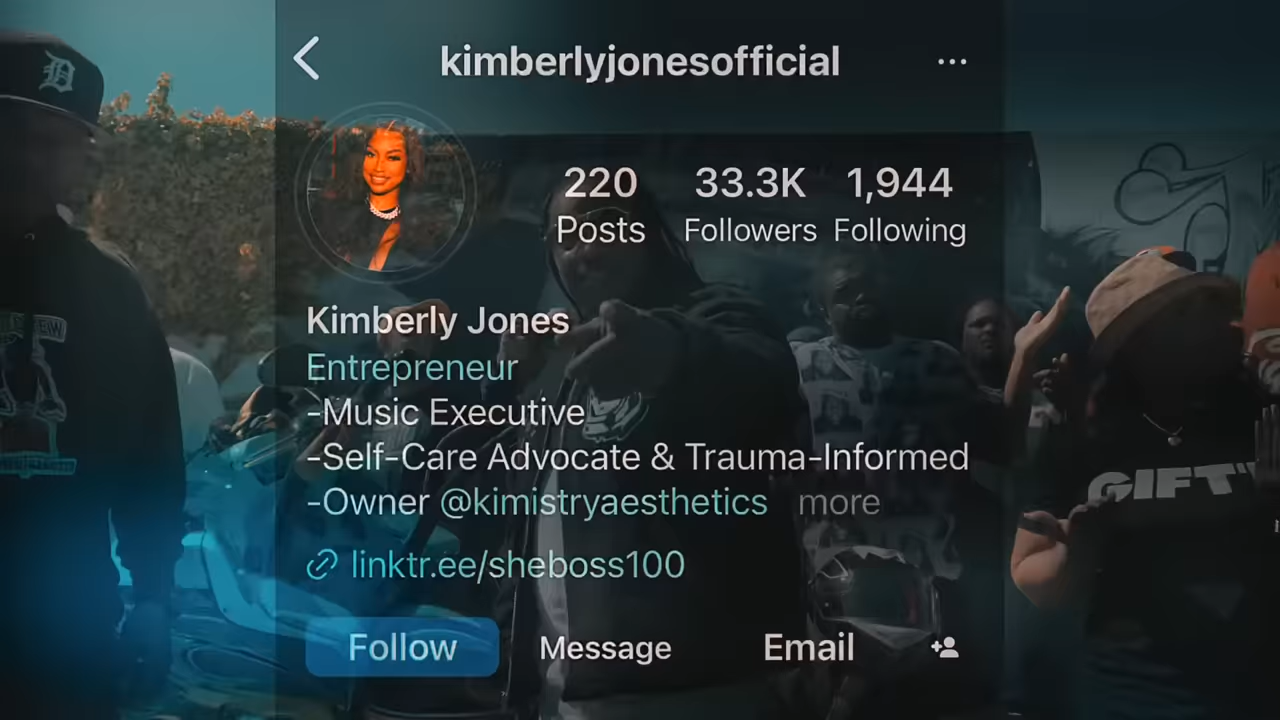 kimberlyjonesofficial
220 33.3K 1,944
Posts Followers Following
Kimberly Jones
Entrepreneur
-Music Executive
-Self-Care Advocate & Trauma-Informed
-Owner @kimistryaesthetics more
linktr.ee/sheboss100
Follow Message Email
D
GIFT"